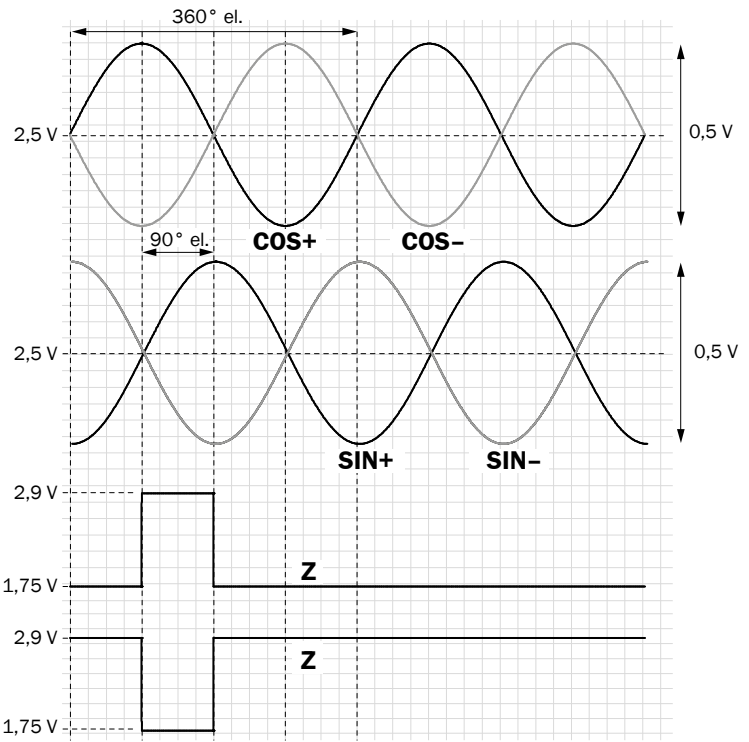 360° el.
2,5 V
0,5 V
COS+
COS–
90° el.
2,5 V
0,5 V
SIN+
SIN–
2,9 V
Z
1,75 V
2,9 V
Z
1,75 V